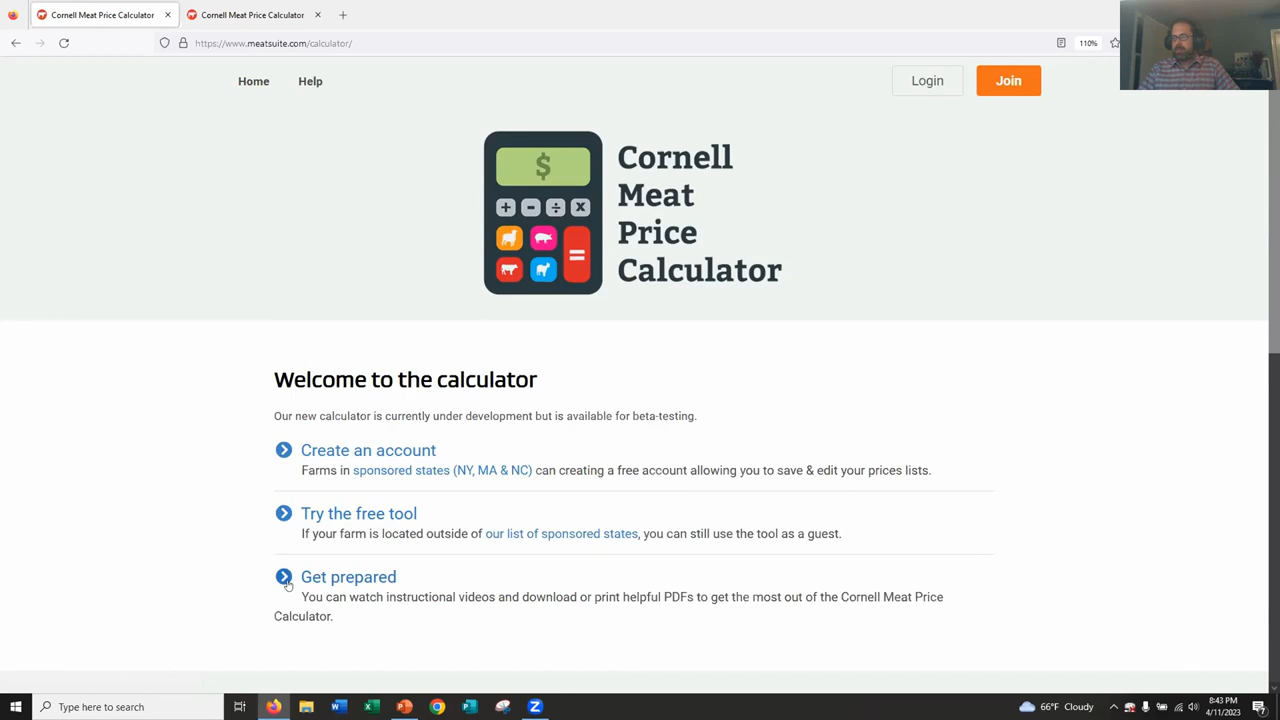 Cornell Meat Price Calculator
Cornell Meat Price Calculator
https://www.meatsuite.com/calculator/
110%
Home
Help
Login
Join
$
+ - ÷ x
=
Cornell
Meat
Price
Calculator
Welcome to the calculator
Our new calculator is currently under development but is available for beta-testing.
Create an account
Farms in sponsored states (NY, MA & NC) can creating a free account allowing you to save & edit your prices lists.
Try the free tool
If your farm is located outside of our list of sponsored states, you can still use the tool as a guest.
Get prepared
You can watch instructional videos and download or print helpful PDFs to get the most out of the Cornell Meat Price
Calculator.
Type here to search
66°F Cloudy
8:43 PM
4/11/2023